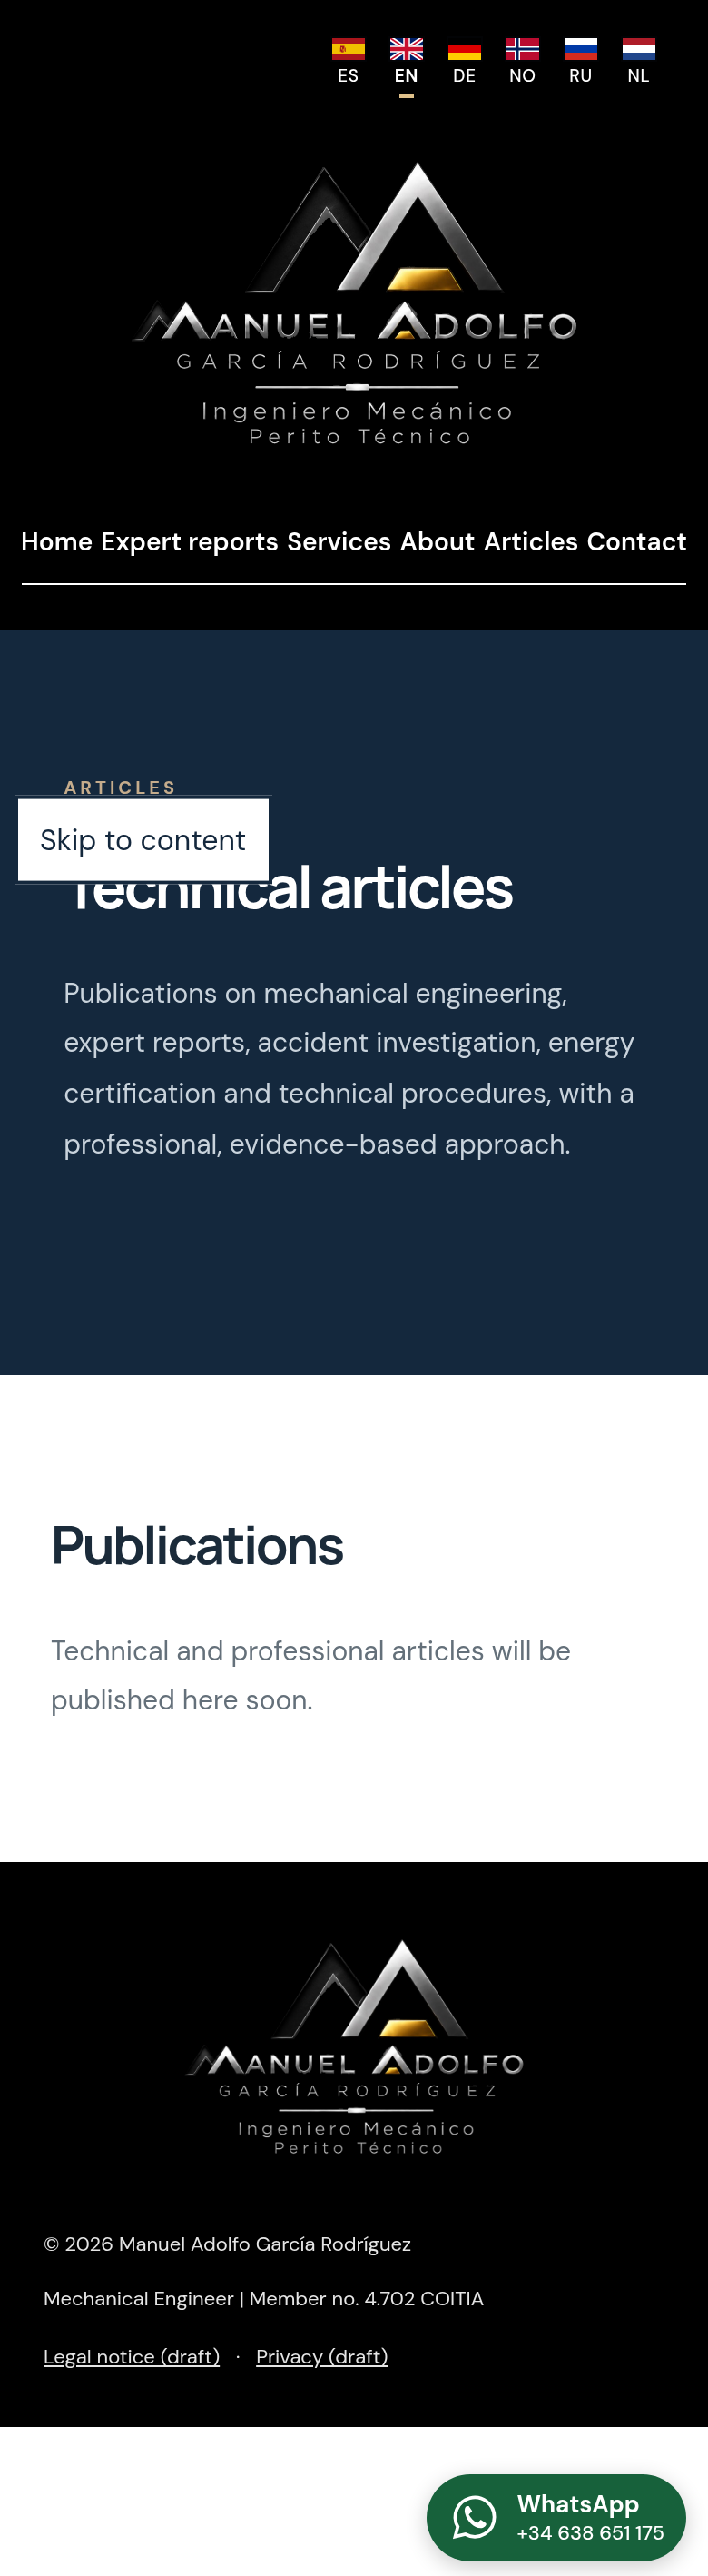 ES EN DE NO RU NL
MANUEL ADOLFO
GARCÍA RODRÍGUEZ
Ingeniero Mecánico
Perito Técnico
Home Expert reports Services About Articles Contact
ARTICLES
Skip to content
Technical articles
Publications on mechanical engineering,
expert reports, accident investigation, energy
certification and technical procedures, with a
professional, evidence-based approach.
Publications
Technical and professional articles will be
published here soon.
MANUEL ADOLFO
GARCÍA RODRÍGUEZ
Ingeniero Mecánico
Perito Técnico
© 2026 Manuel Adolfo García Rodríguez
Mechanical Engineer | Member no. 4.702 COITIA
Legal notice (draft) · Privacy (draft)
WhatsApp
+34 638 651 175